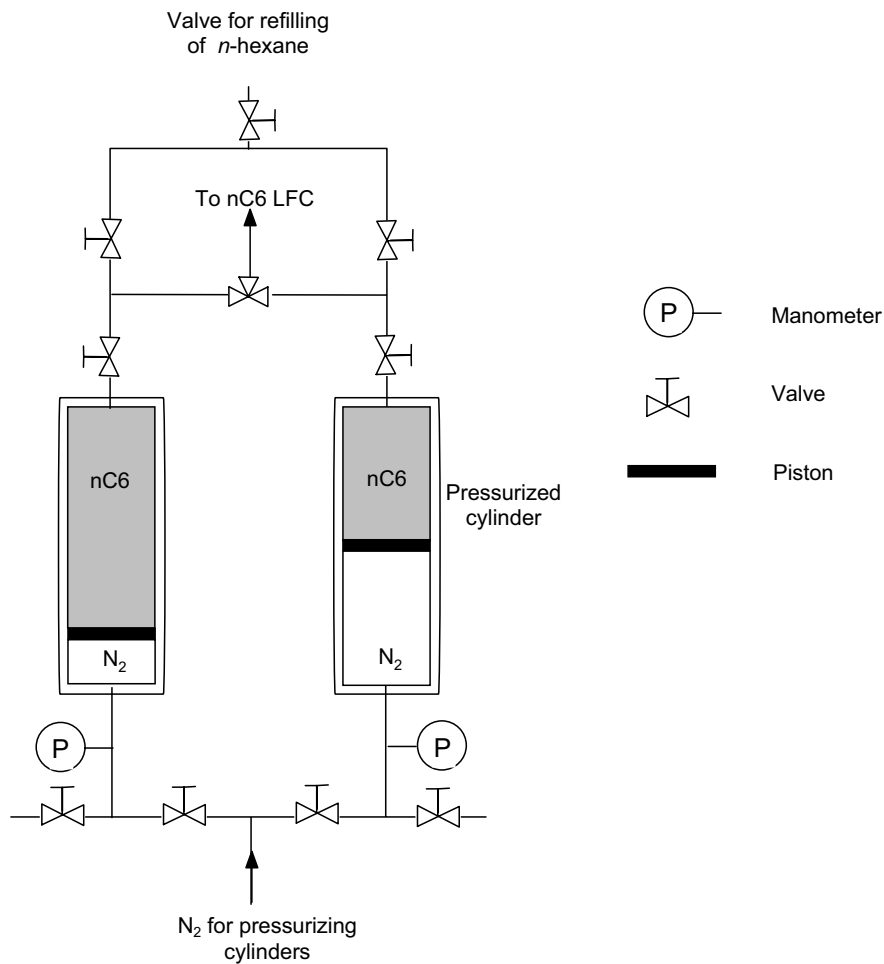 Valve for refilling
of n-hexane
To nC6 LFC
P
Manometer
Valve
nC6
nC6
Pressurized
cylinder
Piston
N₂
N₂
P
P
N₂ for pressurizing
cylinders